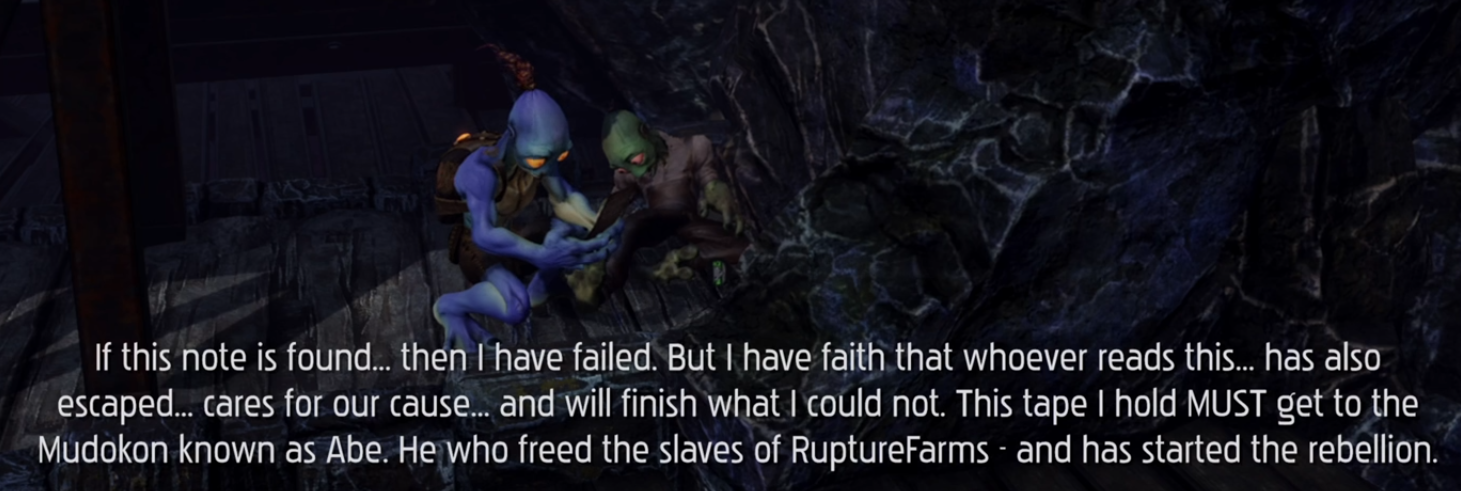 If this note is found... then I have failed. But I have faith that whoever reads this... has also
escaped... cares for our cause... and will finish what I could not. This tape I hold MUST get to the
Mudokon known as Abe. He who freed the slaves of RuptureFarms - and has started the rebellion.